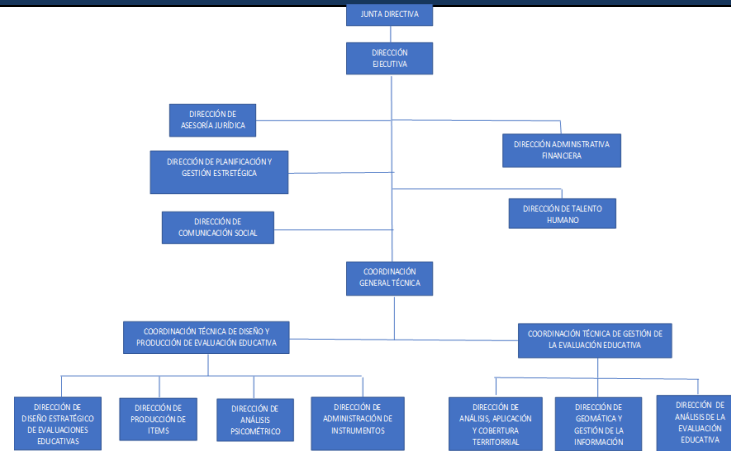 JUNTA DIRECTIVA
DIRECCIÓN
EJECUTIVA
DIRECCIÓN DE
ASESORÍA JURÍDICA
DIRECCIÓN ADMINISTRATIVA
FINANCIERA
DIRECCIÓN DE PLANIFICACIÓN Y
GESTIÓN ESTRETÉGICA
DIRECCIÓN DE TALENTO
HUMANO
DIRECCIÓN DE
COMUNICACIÓN SOCIAL
COORDINACIÓN
GENERAL TÉCNICA
COORDINACIÓN TÉCNICA DE DISEÑO Y
PRODUCCIÓN DE EVALUACIÓN EDUCATIVA
COORDINACIÓN TÉCNICA DE GESTIÓN DE
LA EVALUACIÓN EDUCATIVA
DIRECCIÓN DE
DISEÑO ESTRATÉGICO
DE EVALUACIONES
EDUCATIVAS
DIRECCIÓN DE
PRODUCCIÓN DE
ITEMS
DIRECCIÓN DE
ANÁLISIS
PSICOMÉTRICO
DIRECCIÓN DE
ADMINISTRACIÓN DE
INSTRUMENTOS
DIRECCIÓN DE
ANÁLISIS, APLICACIÓN
Y COBERTURA
TERRITORRIAL
DIRECCIÓN DE
GEOMÁTICA Y
GESTIÓN DE LA
INFORMACIÓN
DIRECCIÓN DE
ANÁLISIS DE LA
EVALUACIÓN
EDUCATIVA